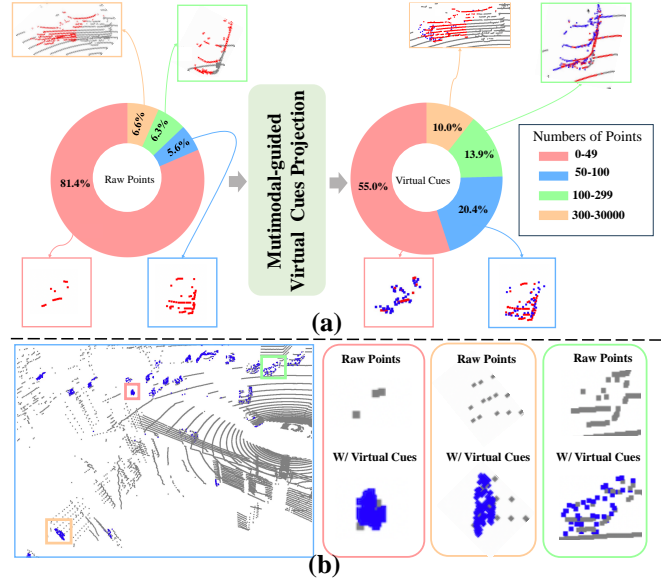 6.6%
6.3%
5.6%
81.4%
Raw Points
Mutimodal-guided
Virtual Cues Projection
10.0%
13.9%
20.4%
55.0%
Virtual Cues
Numbers of Points
0-49
50-100
100-299
300-30000
(a)
Raw Points
Raw Points
Raw Points
W/ Virtual Cues
W/ Virtual Cues
W/ Virtual Cues
(b)